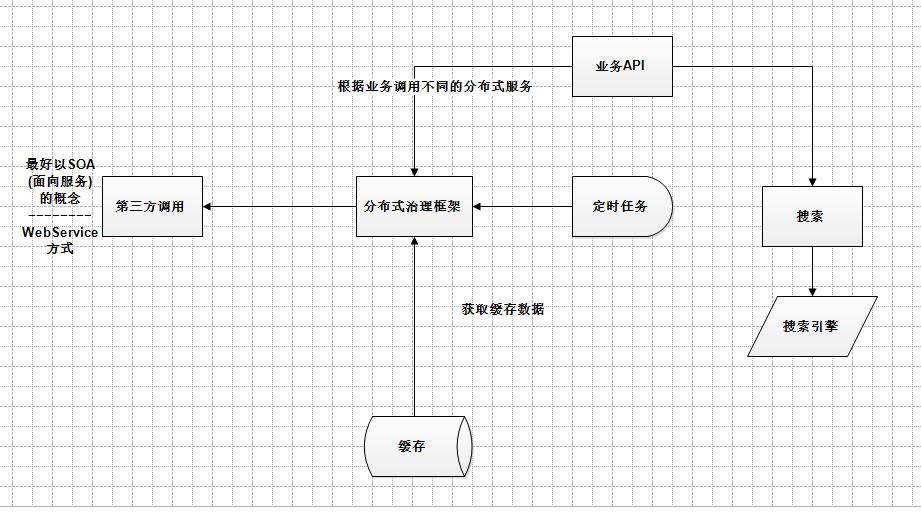 业务API
根据业务调用不同的分布式服务
最好以SOA
(面向服务)
的概念
--------
WebService
方式
第三方调用
分布式治理框架
定时任务
搜索
获取缓存数据
搜索引擎
缓存